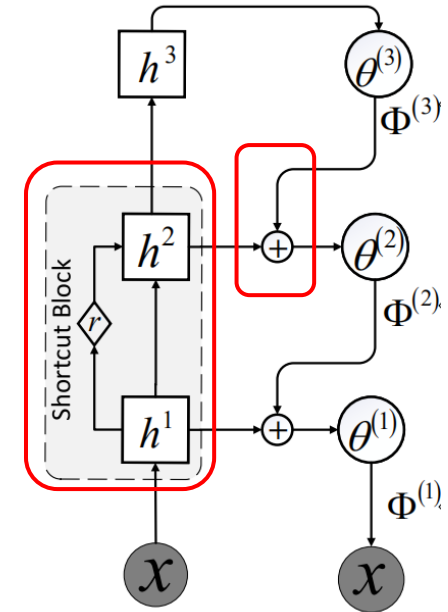 h³
θ⁽³⁾
Φ⁽³⁾
h²
+
θ⁽²⁾
Shortcut Block
r
Φ⁽²⁾
h¹
+
θ⁽¹⁾
Φ⁽¹⁾
x
x